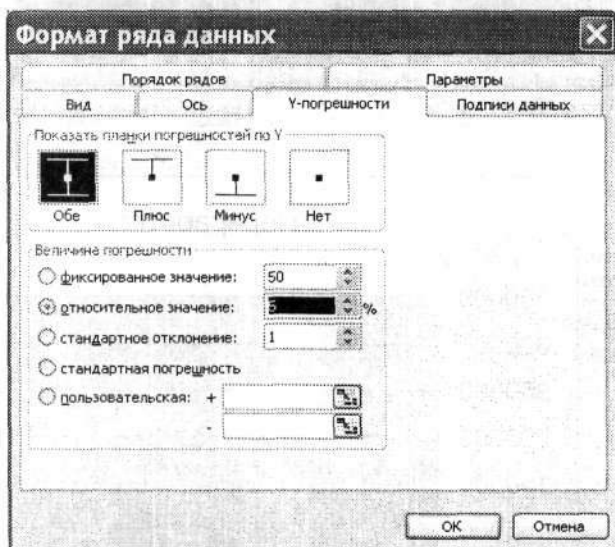 Формат ряда данных
Порядок рядов Параметры
Вид Ось Y-погрешности Подписи данных
Показать планки погрешностей по Y
Обе Плюс Минус Нет
Величина погрешности
фиксированное значение: 50
относительное значение: 5 %
стандартное отклонение: 1
стандартная погрешность
пользовательская: +
-
OK Отмена